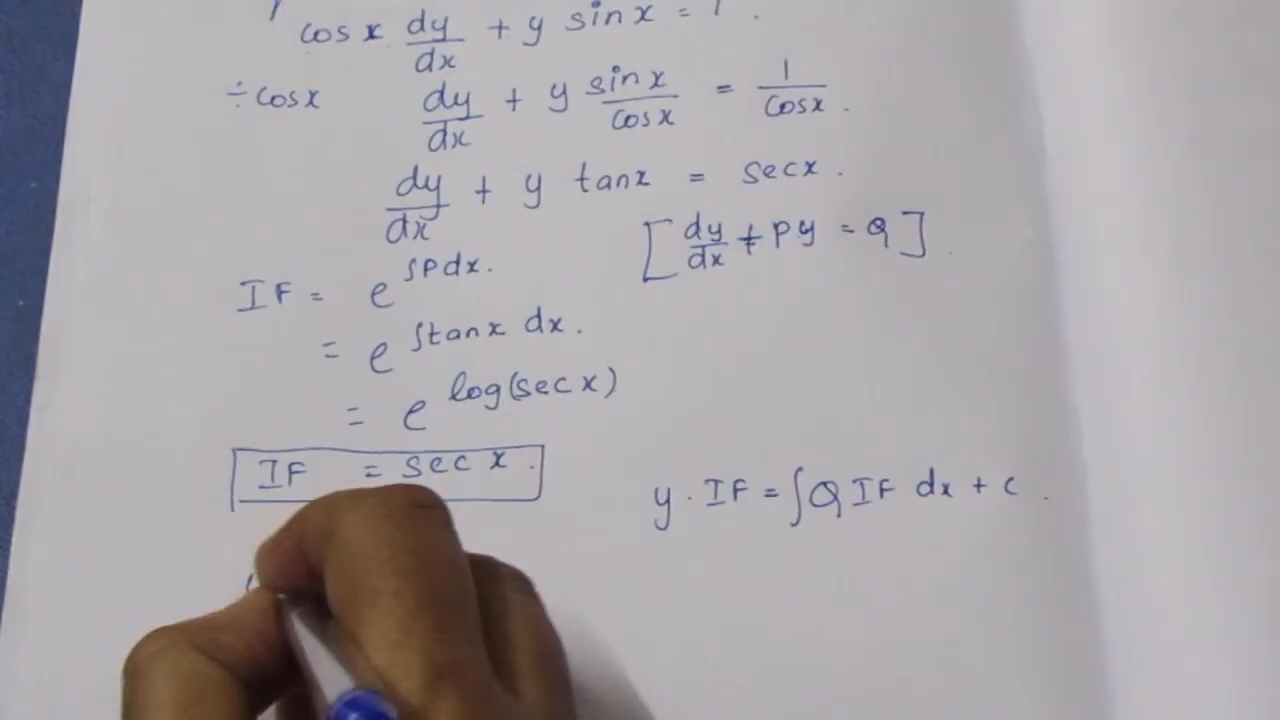 cos x dy/dx + y sin x = 1.
÷ cos x dy/dx + y sin x/cos x = 1/cos x.
dy/dx + y tan x = sec x.
[dy/dx + Py = Q]
IF = e^∫P dx.
= e^∫tan x dx.
= e^log(sec x)
IF = sec x.
y · IF = ∫Q IF dx + c.